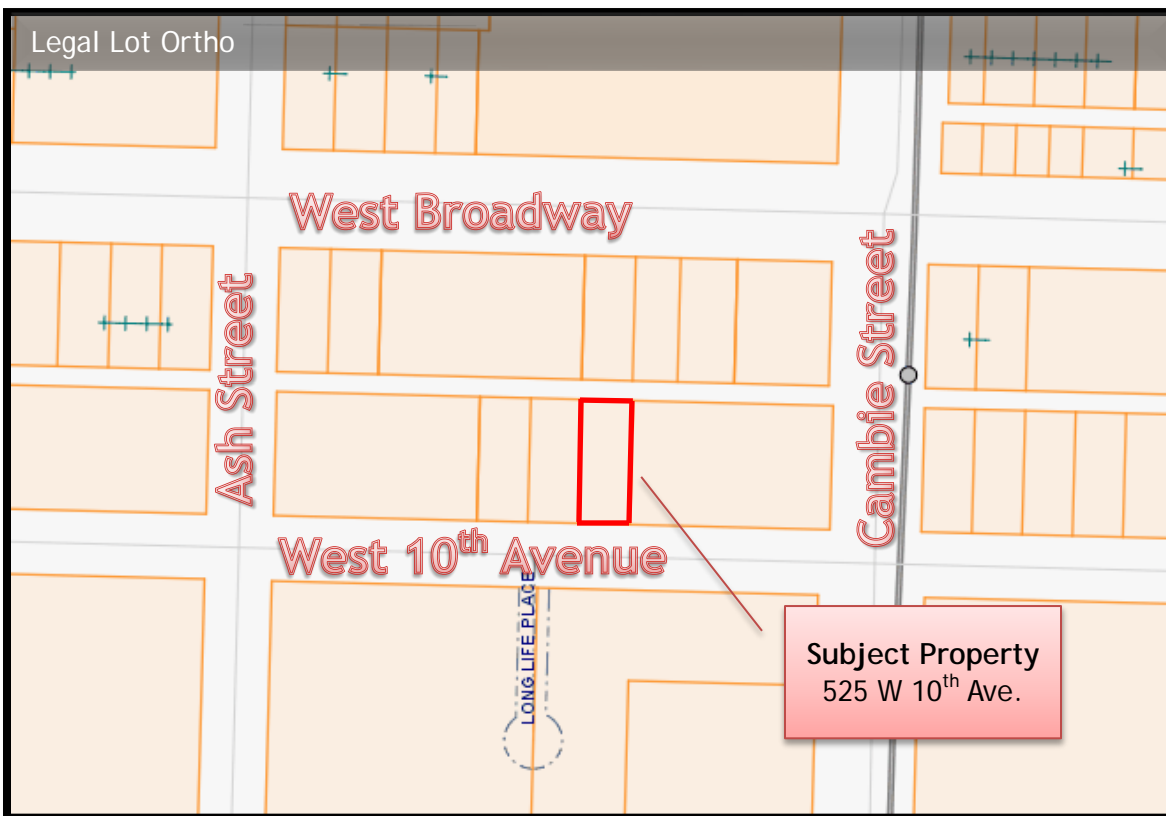 Legal Lot Ortho
West Broadway
Ash Street
Cambie Street
West 10th Avenue
LONG LIFE PLACE
Subject Property
525 W 10th Ave.